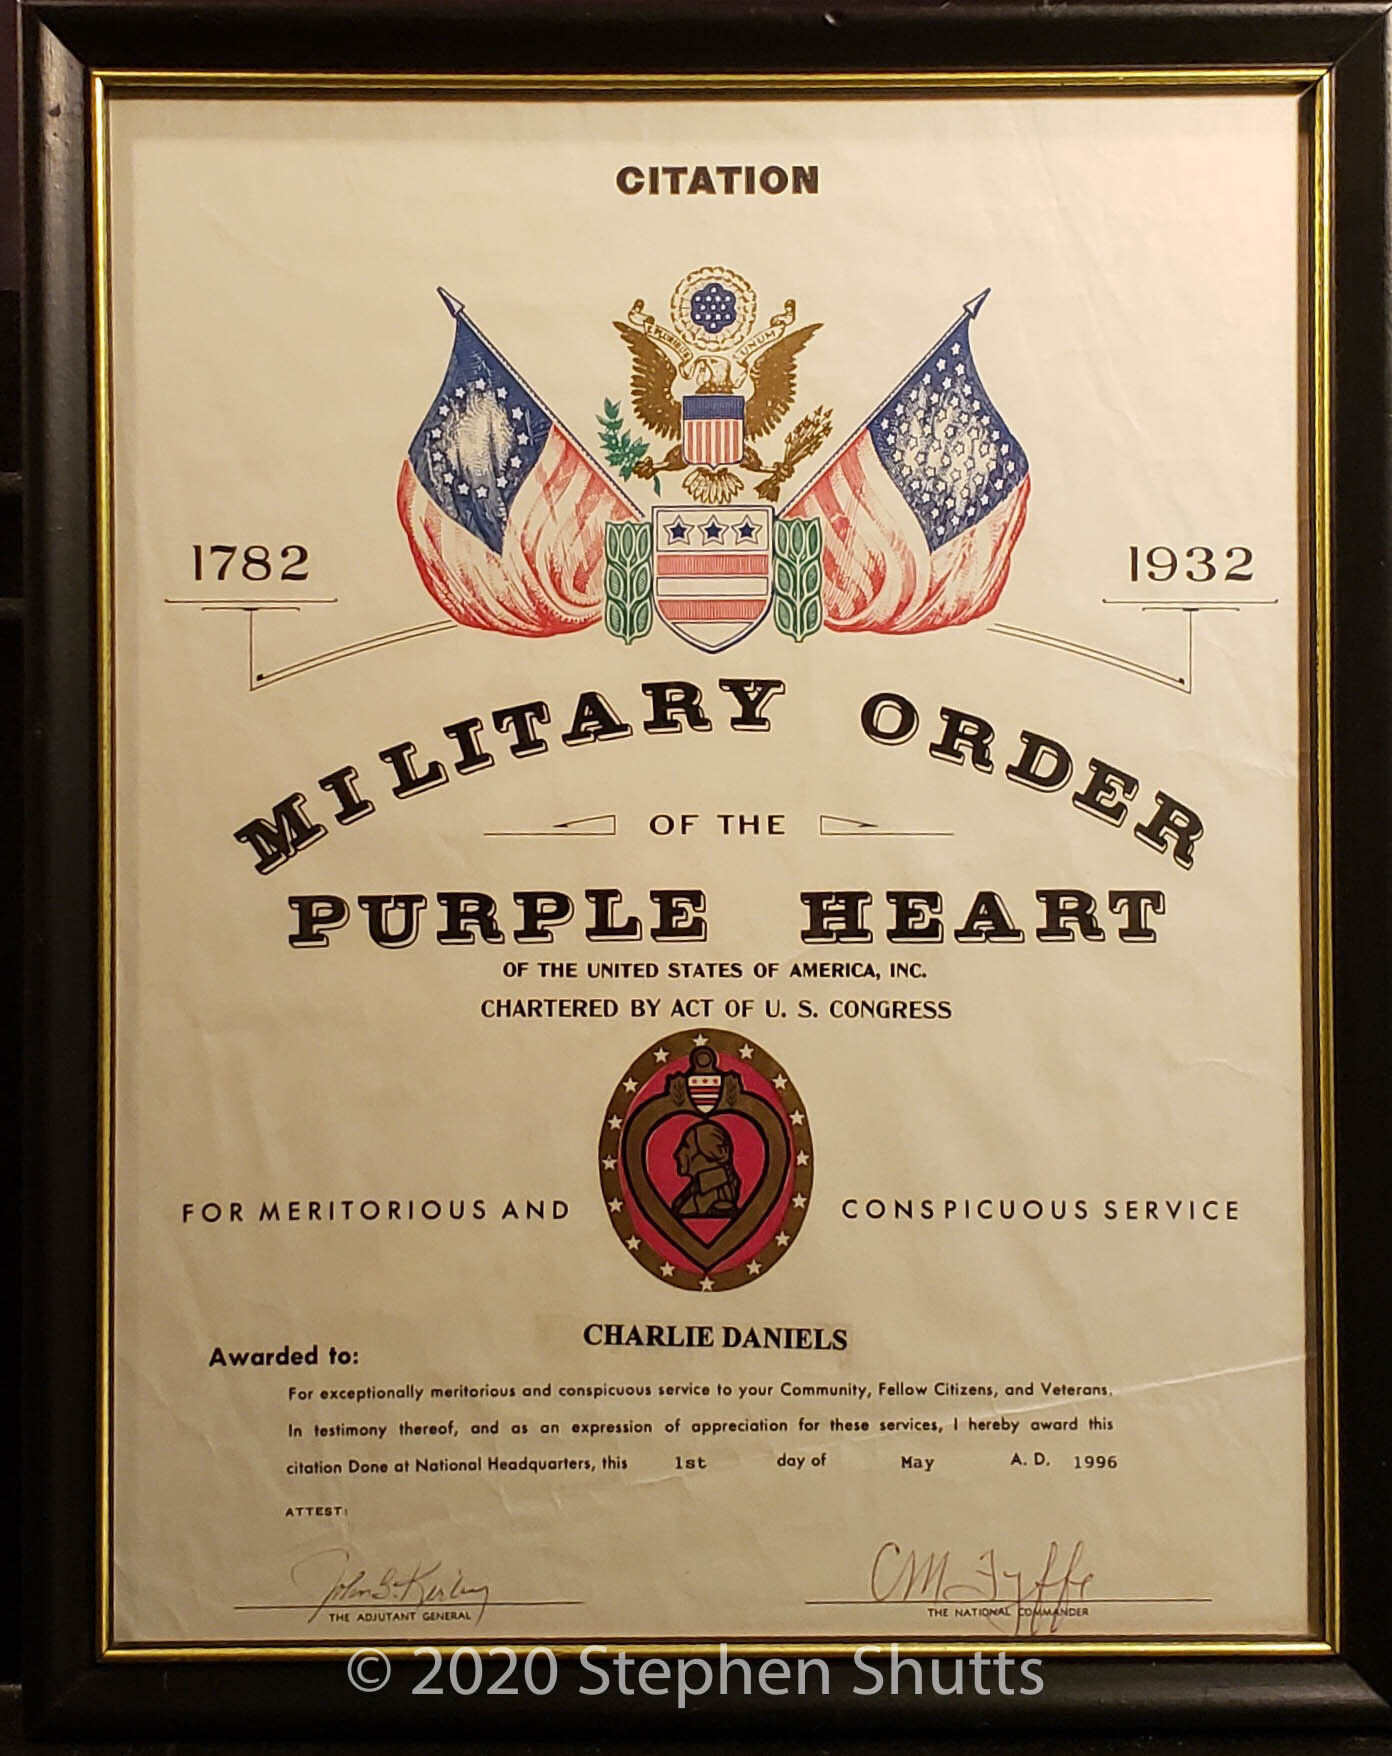 CITATION
E PLURIBUS UNUM
1782 1932
MILITARY ORDER
OF THE
PURPLE HEART
OF THE UNITED STATES OF AMERICA, INC.
CHARTERED BY ACT OF U. S. CONGRESS
FOR MERITORIOUS AND CONSPICUOUS SERVICE
CHARLIE DANIELS
Awarded to:
For exceptionally meritorious and conspicuous service to your Community, Fellow Citizens, and Veterans.
In testimony thereof, and as an expression of appreciation for these services, I hereby award this
citation Done at National Headquarters, this 1st day of May A. D. 1996
ATTEST:
CM Fyffe
THE ADJUTANT GENERAL THE NATIONAL COMMANDER
© 2020 Stephen Shutts